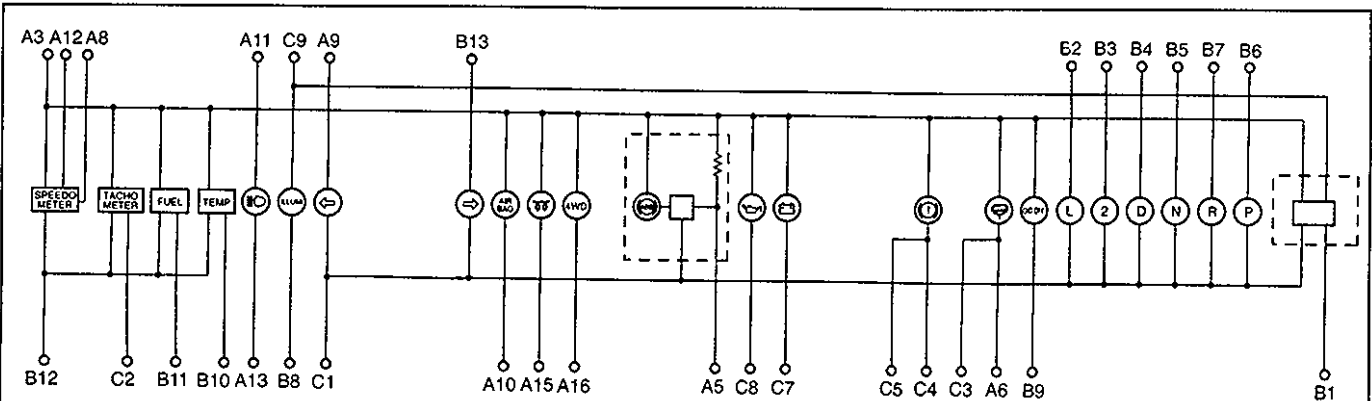 A3 A12 A8 A11 C9 A9 B13 B2 B3 B4 B5 B7 B6
SPEEDO METER
TACHO METER
FUEL
TEMP
ILLUM
AIR BAG
4WD
L
2
D
N
R
P
B12 C2 B11 B10 A13 B8 C1 A10 A15 A16 A5 C8 C7 C5 C4 C3 A6 B9 B1